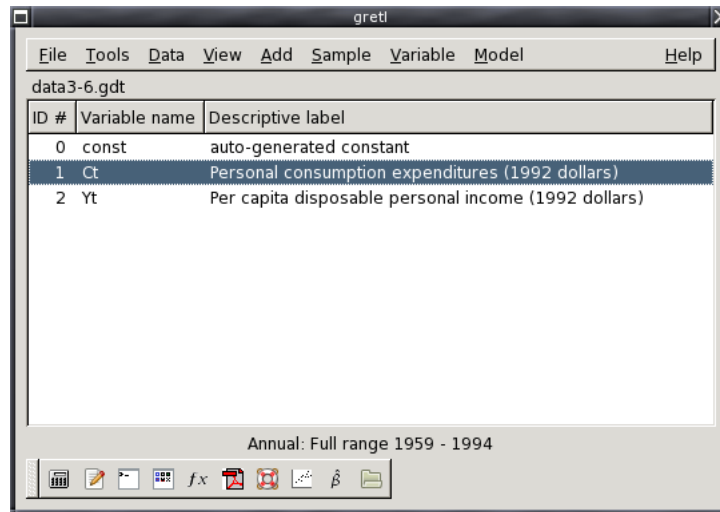 gretl
File Tools Data View Add Sample Variable Model Help
data3-6.gdt
ID # Variable name Descriptive label
0 const auto-generated constant
1 Ct Personal consumption expenditures (1992 dollars)
2 Yt Per capita disposable personal income (1992 dollars)
Annual: Full range 1959 - 1994
fx β̂